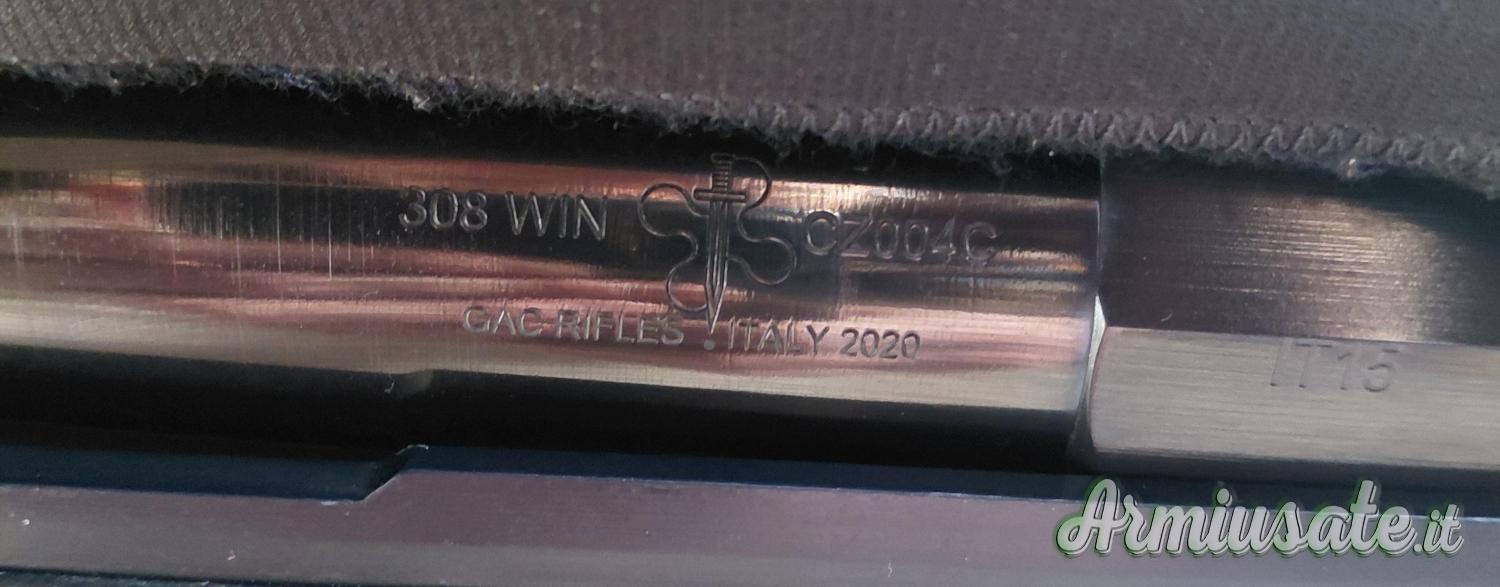 308 WIN CZ004C
GAC RIFLES . ITALY 2020
IT15
Armiusate.it